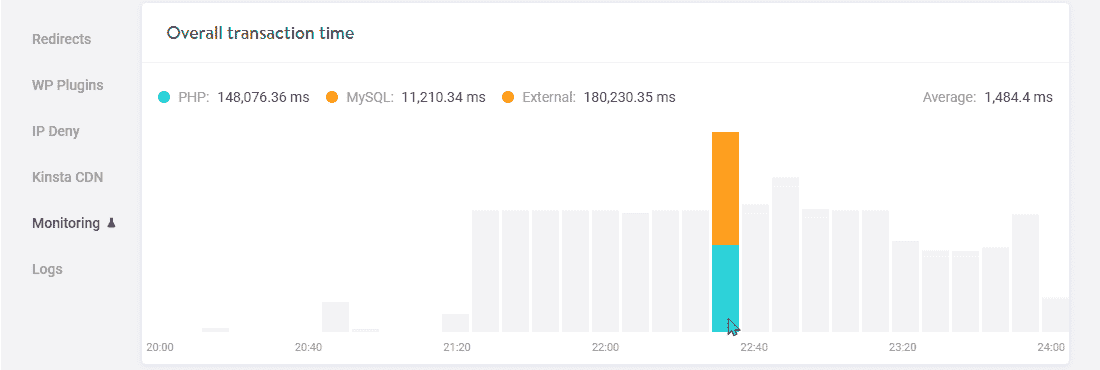 Redirects
WP Plugins
IP Deny
Kinsta CDN
Monitoring
Logs
Overall transaction time
PHP: 148,076.36 ms MySQL: 11,210.34 ms External: 180,230.35 ms Average: 1,484.4 ms
20:00 20:40 21:20 22:00 22:40 23:20 24:00